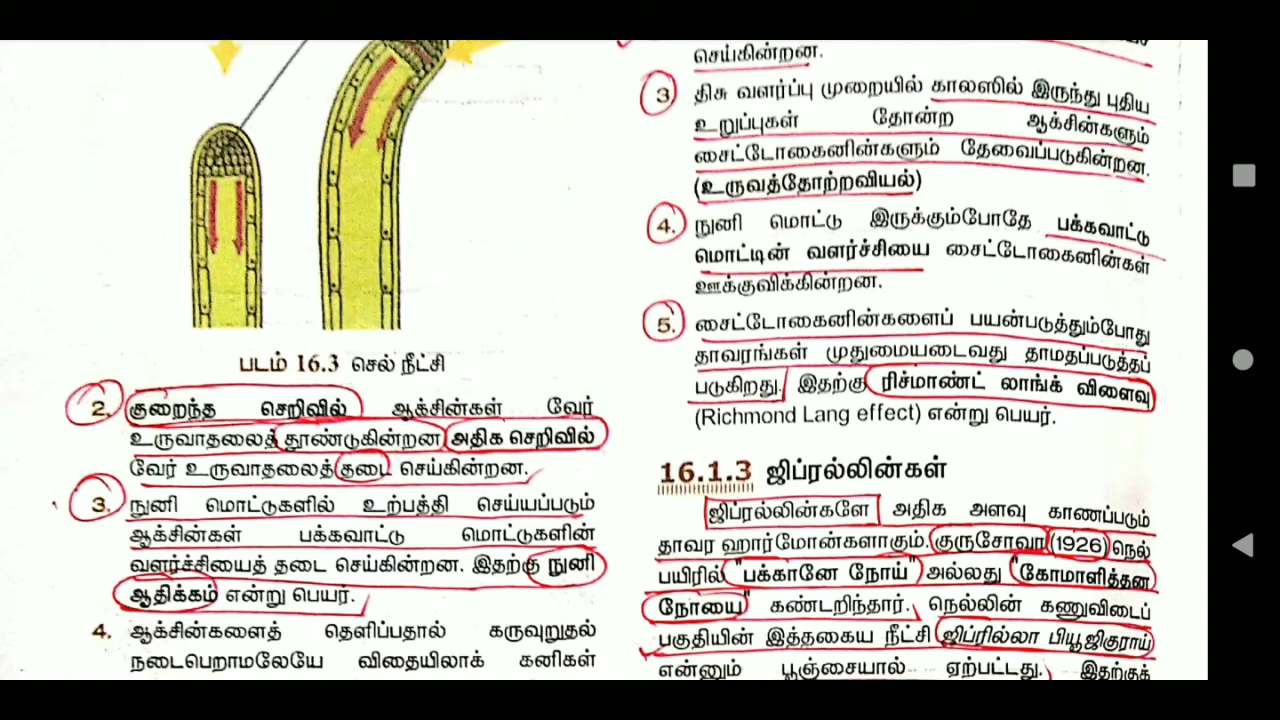 படம் 16.3 செல் நீட்சி
2. குறைந்த செறிவில் ஆக்சின்கள் வேர்
உருவாதலைத் தூண்டுகின்றன அதிக செறிவில்
வேர் உருவாதலைத் தடை செய்கின்றன.
3. நுனி மொட்டுகளில் உற்பத்தி செய்யப்படும்
ஆக்சின்கள் பக்கவாட்டு மொட்டுகளின்
வளர்ச்சியைத் தடை செய்கின்றன. இதற்கு நுனி
ஆதிக்கம் என்று பெயர்.
4. ஆக்சின்களைத் தெளிப்பதால் கருவுறுதல்
நடைபெறாமலேயே விதையிலாக் கனிகள்
செய்கின்றன.
3 திசு வளர்ப்பு முறையில் காலஸில் இருந்து புதிய
உறுப்புகள் தோன்ற ஆக்சின்களும்
சைட்டோகைனின்களும் தேவைப்படுகின்றன.
(உருவத்தோற்றவியல்)
4. நுனி மொட்டு இருக்கும்போதே பக்கவாட்டு
மொட்டின் வளர்ச்சியை சைட்டோகைனின்கள்
ஊக்குவிக்கின்றன.
5. சைட்டோகைனின்களைப் பயன்படுத்தும்போது
தாவரங்கள் முதுமையடைவது தாமதப்படுத்தப்
படுகிறது. இதற்கு ரிச்மாண்ட் லாங்க் விளைவு
(Richmond Lang effect) என்று பெயர்.
16.1.3 ஜிப்ரல்லின்கள்
ஜிப்ரல்லின்களே அதிக அளவு காணப்படும்
தாவர ஹார்மோன்களாகும். குருசோவா (1926) நெல்
பயிரில் "பக்கானே நோய்" அல்லது "கோமாளித்தன
நோயை" கண்டறிந்தார். நெல்லின் கணுவிடைப்
பகுதியின் இத்தகைய நீட்சி ஜிப்ரில்லா பியூஜிகுராய்
என்னும் பூஞ்சையால் ஏற்பட்டது. இதற்குக்